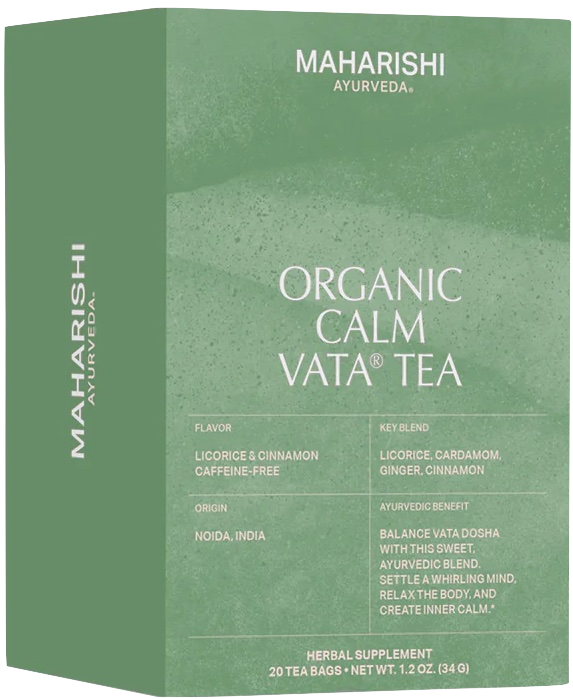 MAHARISHI
AYURVEDA®
MAHARISHI
AYURVEDA®
ORGANIC
CALM
VATA® TEA
FLAVOR
LICORICE & CINNAMON
CAFFEINE-FREE
KEY BLEND
LICORICE, CARDAMOM,
GINGER, CINNAMON
ORIGIN
NOIDA, INDIA
AYURVEDIC BENEFIT
BALANCE VATA DOSHA
WITH THIS SWEET,
AYURVEDIC BLEND.
SETTLE A WHIRLING MIND,
RELAX THE BODY, AND
CREATE INNER CALM.*
HERBAL SUPPLEMENT
20 TEA BAGS • NET WT. 1.2 OZ. (34 G)